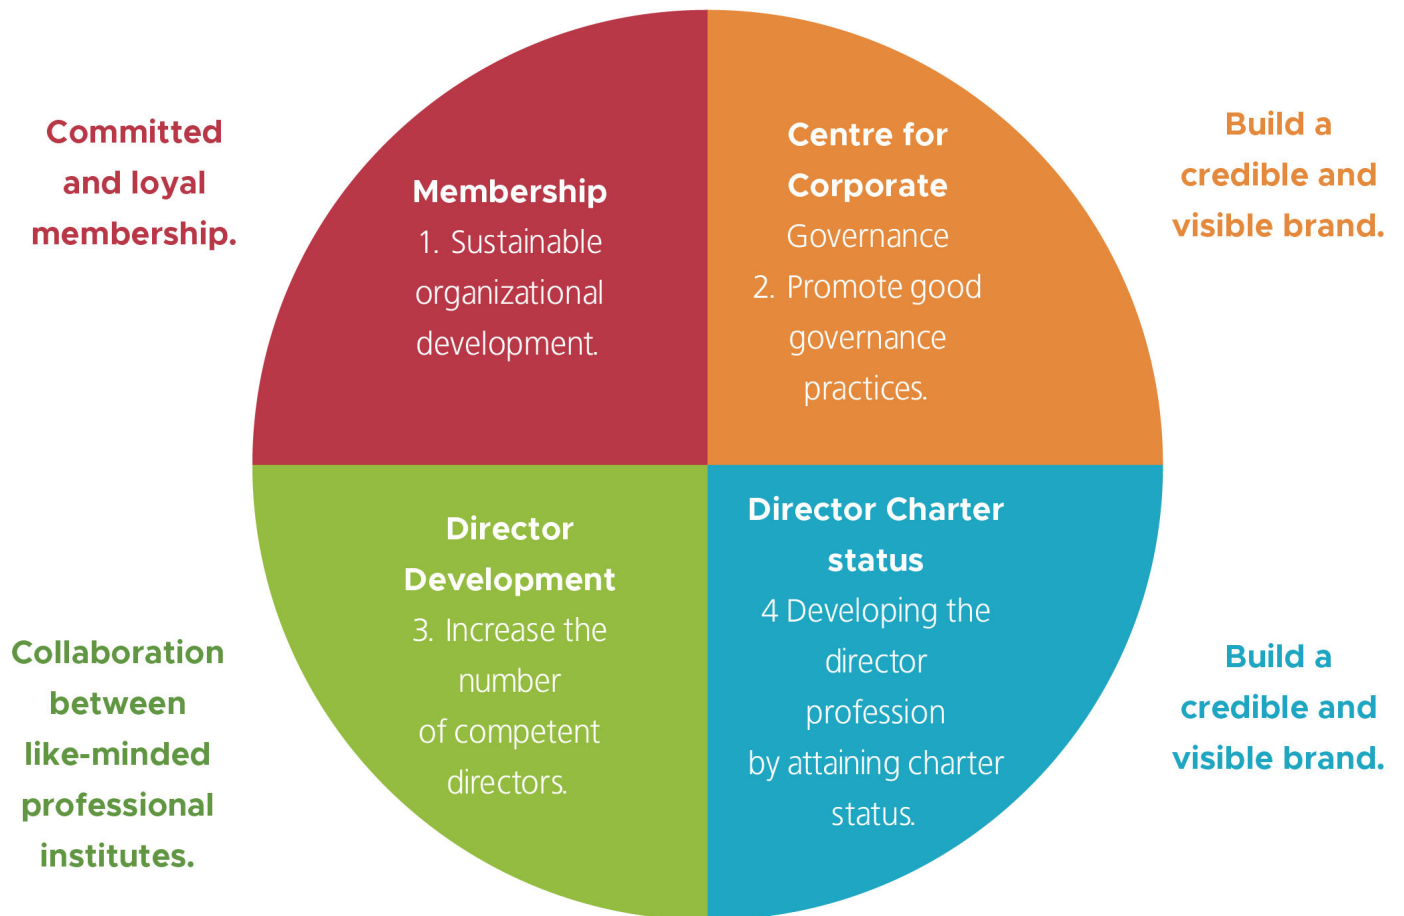 Committed
and loyal
membership.
Membership
1. Sustainable
organizational
development.
Centre for
Corporate
Governance
2. Promote good
governance
practices.
Build a
credible and
visible brand.
Collaboration
between
like-minded
professional
institutes.
Director
Development
3. Increase the
number
of competent
directors.
Director Charter
status
4 Developing the
director
profession
by attaining charter
status.
Build a
credible and
visible brand.